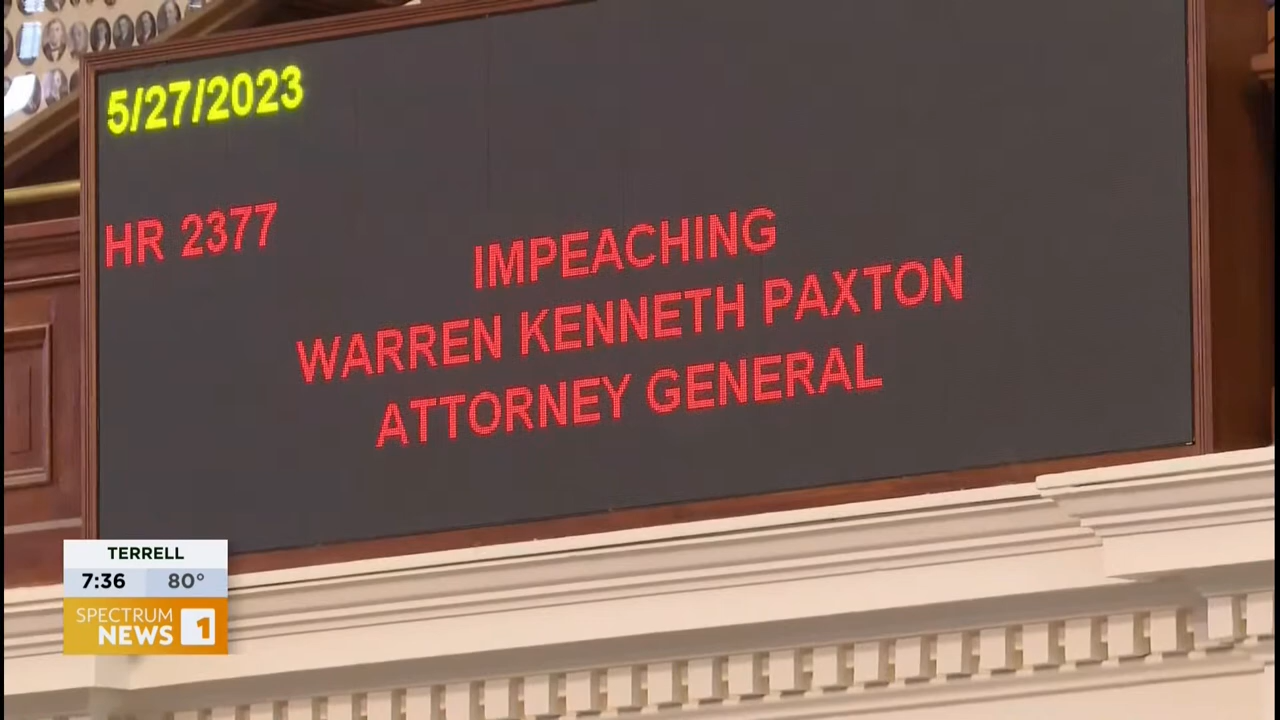 5/27/2023
HR 2377
IMPEACHING
WARREN KENNETH PAXTON
ATTORNEY GENERAL
TERRELL
7:36 80°
SPECTRUM
NEWS 1